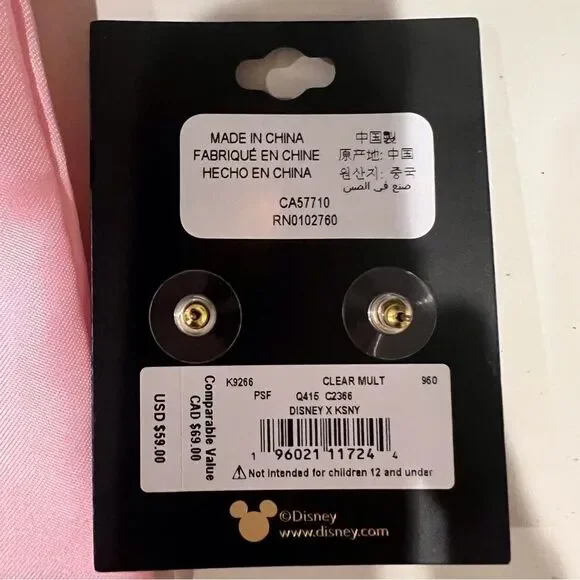 MADE IN CHINA
FABRIQUÉ EN CHINE
HECHO EN CHINA
中国製
原产地: 中国
원산지: 중국
صنع في الصين
CA57710
RN0102760
K9266 CLEAR MULT 960
PSF Q415 C2366
DISNEY X KSNY
1 96021 11724 4
⚠ Not intended for children 12 and under
Comparable Value
CAD $69.00
USD $59.00
©Disney
www.disney.com